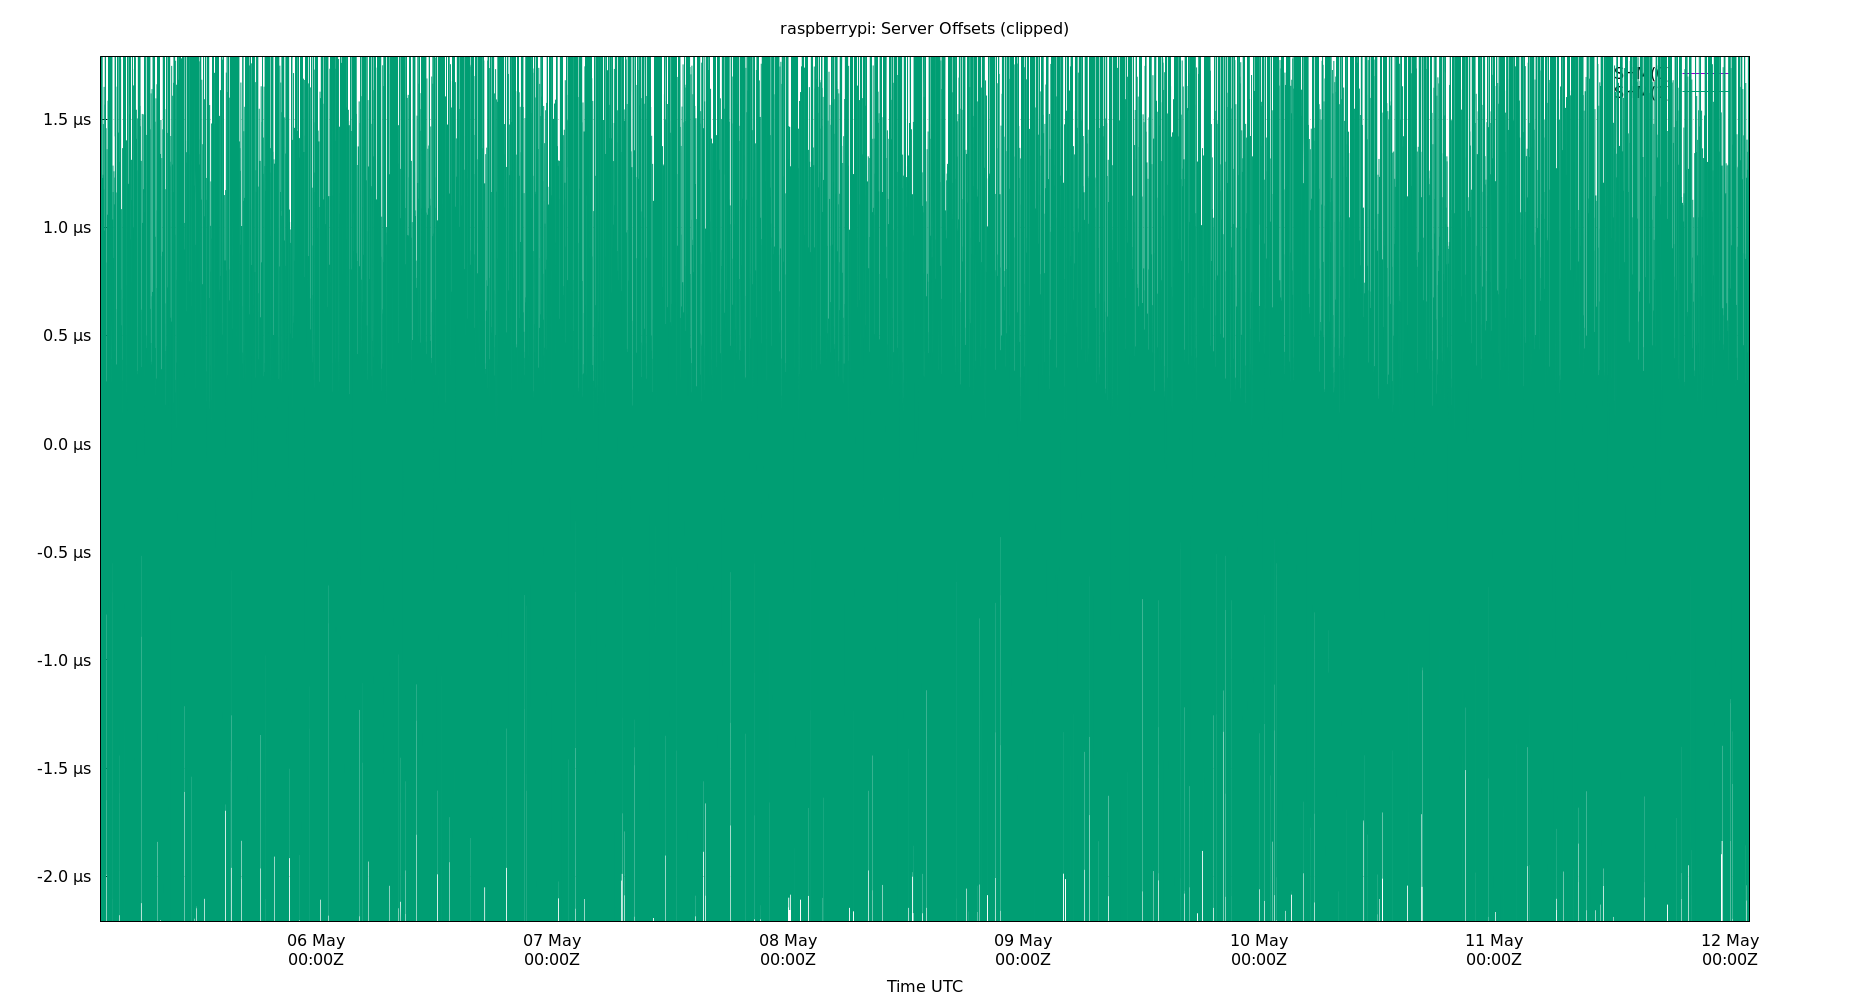 raspberrypi: Server Offsets (clipped)
1.5 µs
1.0 µs
0.5 µs
0.0 µs
-0.5 µs
-1.0 µs
-1.5 µs
-2.0 µs
06 May
00:00Z
07 May
00:00Z
08 May
00:00Z
09 May
00:00Z
10 May
00:00Z
11 May
00:00Z
12 May
00:00Z
Time UTC